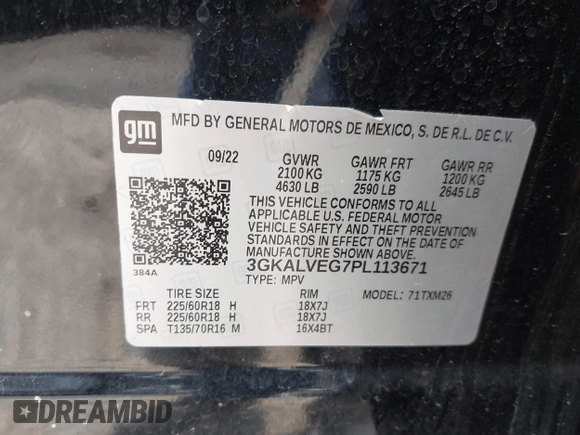 gm MFD BY GENERAL MOTORS DE MEXICO, S. DE R.L. DE C.V.
09/22 GVWR GAWR FRT GAWR RR
2100 KG 1175 KG 1200 KG
4630 LB 2590 LB 2645 LB
THIS VEHICLE CONFORMS TO ALL
APPLICABLE U.S. FEDERAL MOTOR
VEHICLE SAFETY AND THEFT PREVENTION
STANDARDS IN EFFECT ON THE DATE OF
MANUFACTURE SHOWN ABOVE.
384A 3GKALVEG7PL113671
TYPE: MPV
TIRE SIZE RIM MODEL: 71TXM26
FRT 225/60R18 H 18X7J
RR 225/60R18 H 18X7J
SPA T135/70R16 M 16X4BT
DREAMBID